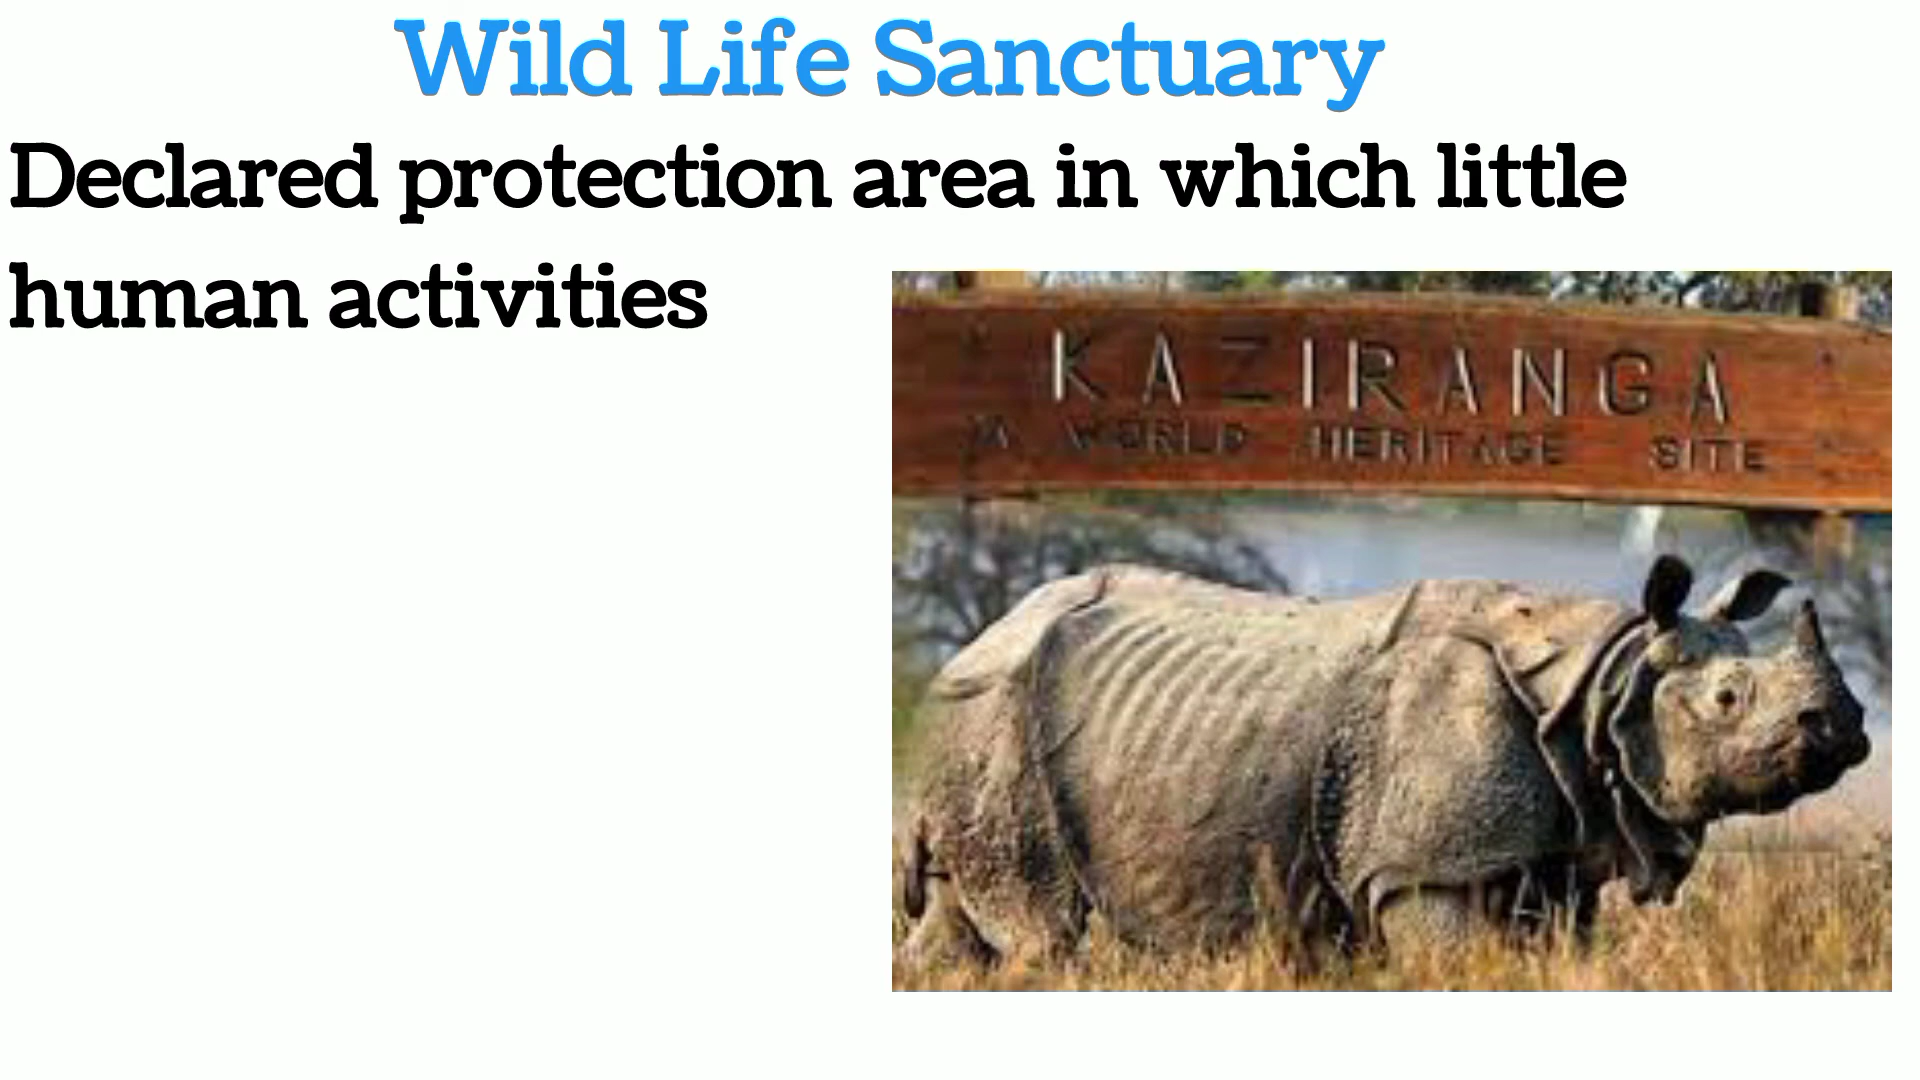 Wild Life Sanctuary
Declared protection area in which little
human activities
KAZIRANGA
A WORLD HERITAGE SITE